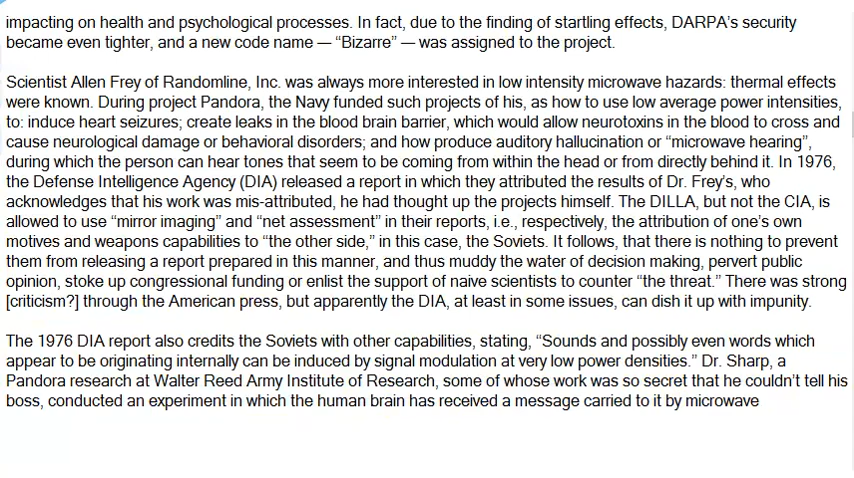 impacting on health and psychological processes. In fact, due to the finding of startling effects, DARPA's security
became even tighter, and a new code name — “Bizarre” — was assigned to the project.
Scientist Allen Frey of Randomline, Inc. was always more interested in low intensity microwave hazards: thermal effects
were known. During project Pandora, the Navy funded such projects of his, as how to use low average power intensities,
to: induce heart seizures; create leaks in the blood brain barrier, which would allow neurotoxins in the blood to cross and
cause neurological damage or behavioral disorders; and how produce auditory hallucination or “microwave hearing”,
during which the person can hear tones that seem to be coming from within the head or from directly behind it. In 1976,
the Defense Intelligence Agency (DIA) released a report in which they attributed the results of Dr. Frey's, who
acknowledges that his work was mis-attributed, he had thought up the projects himself. The DILLA, but not the CIA, is
allowed to use “mirror imaging” and “net assessment” in their reports, i.e., respectively, the attribution of one's own
motives and weapons capabilities to “the other side,” in this case, the Soviets. It follows, that there is nothing to prevent
them from releasing a report prepared in this manner, and thus muddy the water of decision making, pervert public
opinion, stoke up congressional funding or enlist the support of naive scientists to counter “the threat.” There was strong
[criticism?] through the American press, but apparently the DIA, at least in some issues, can dish it up with impunity.
The 1976 DIA report also credits the Soviets with other capabilities, stating, “Sounds and possibly even words which
appear to be originating internally can be induced by signal modulation at very low power densities.” Dr. Sharp, a
Pandora research at Walter Reed Army Institute of Research, some of whose work was so secret that he couldn't tell his
boss, conducted an experiment in which the human brain has received a message carried to it by microwave